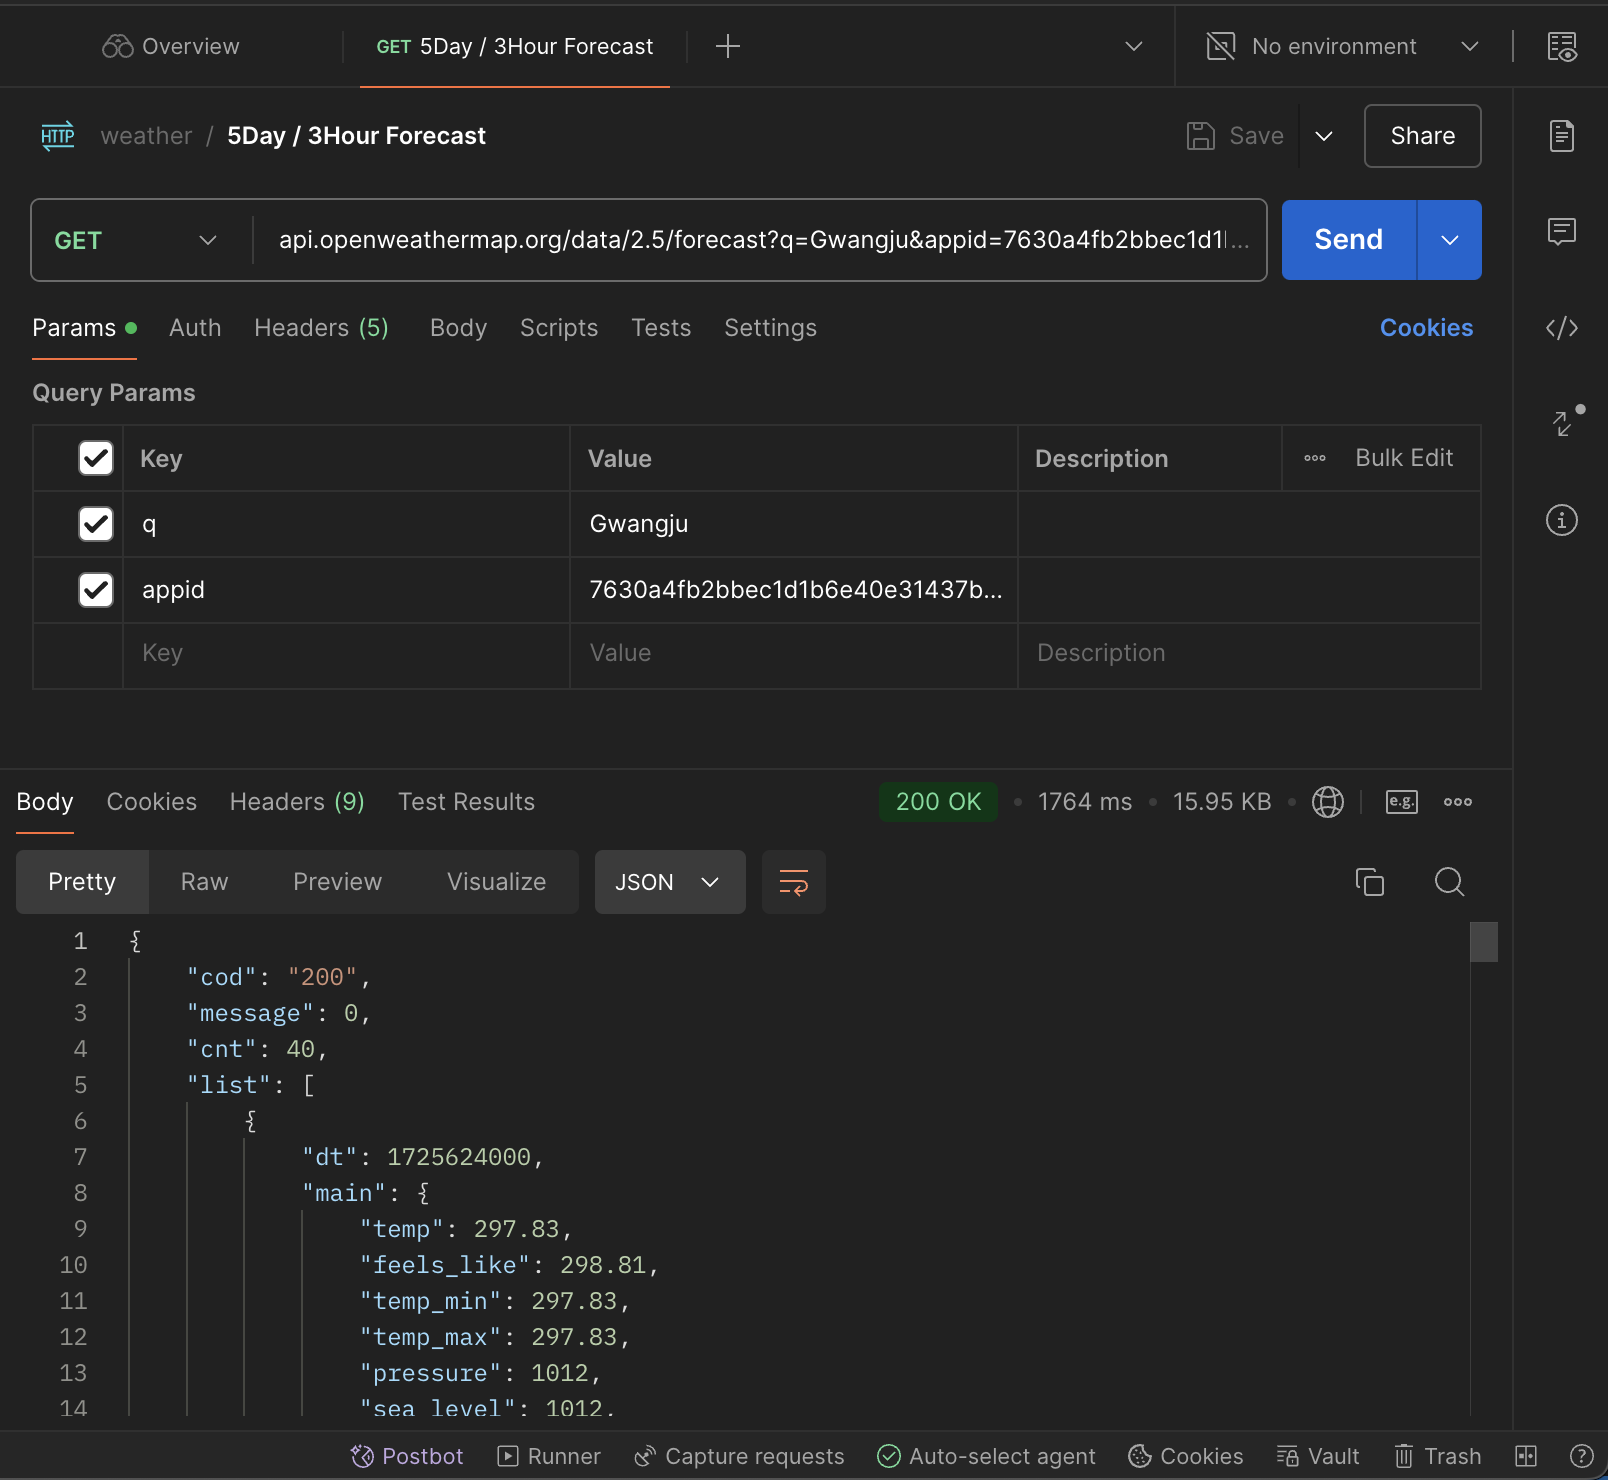 Overview GET 5Day / 3Hour Forecast No environment
HTTP weather / 5Day / 3Hour Forecast Save Share
GET api.openweathermap.org/data/2.5/forecast?q=Gwangju&appid=7630a4fb2bbec1d1... Send
Params Auth Headers (5) Body Scripts Tests Settings Cookies
Query Params
Key Value Description Bulk Edit
q Gwangju
appid 7630a4fb2bbec1d1b6e40e31437b...
Key Value Description
Body Cookies Headers (9) Test Results 200 OK 1764 ms 15.95 KB e.g.
Pretty Raw Preview Visualize JSON
1 {
2 "cod": "200",
3 "message": 0,
4 "cnt": 40,
5 "list": [
6 {
7 "dt": 1725624000,
8 "main": {
9 "temp": 297.83,
10 "feels_like": 298.81,
11 "temp_min": 297.83,
12 "temp_max": 297.83,
13 "pressure": 1012,
14 "sea_level": 1012,
Postbot Runner Capture requests Auto-select agent Cookies Vault Trash